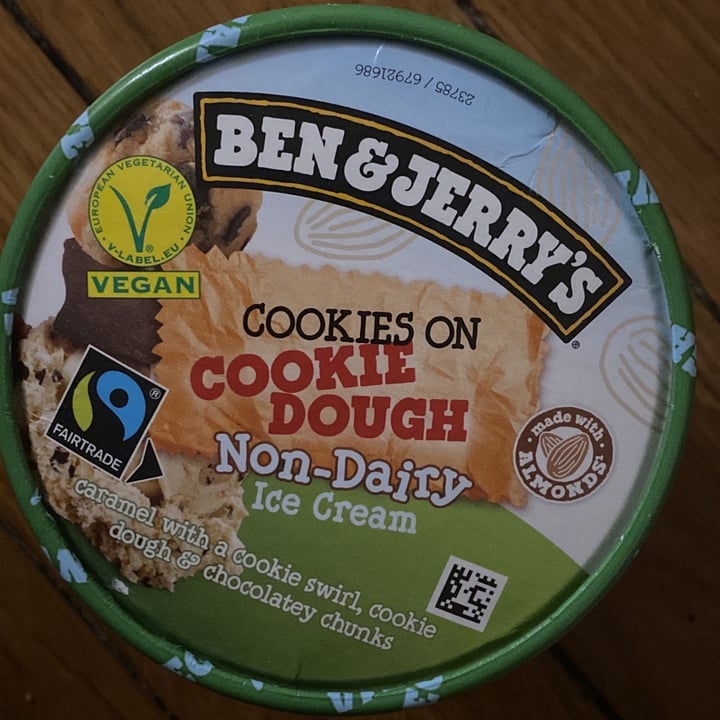 23785 / 67921686
BEN & JERRY'S
®
EUROPEAN VEGETARIAN UNION
V-LABEL.EU
®
VEGAN
COOKIES ON
COOKIE
DOUGH
Non-Dairy
Ice Cream
FAIRTRADE
®
made with
ALMONDS!
caramel with a cookie swirl, cookie
dough & chocolatey chunks